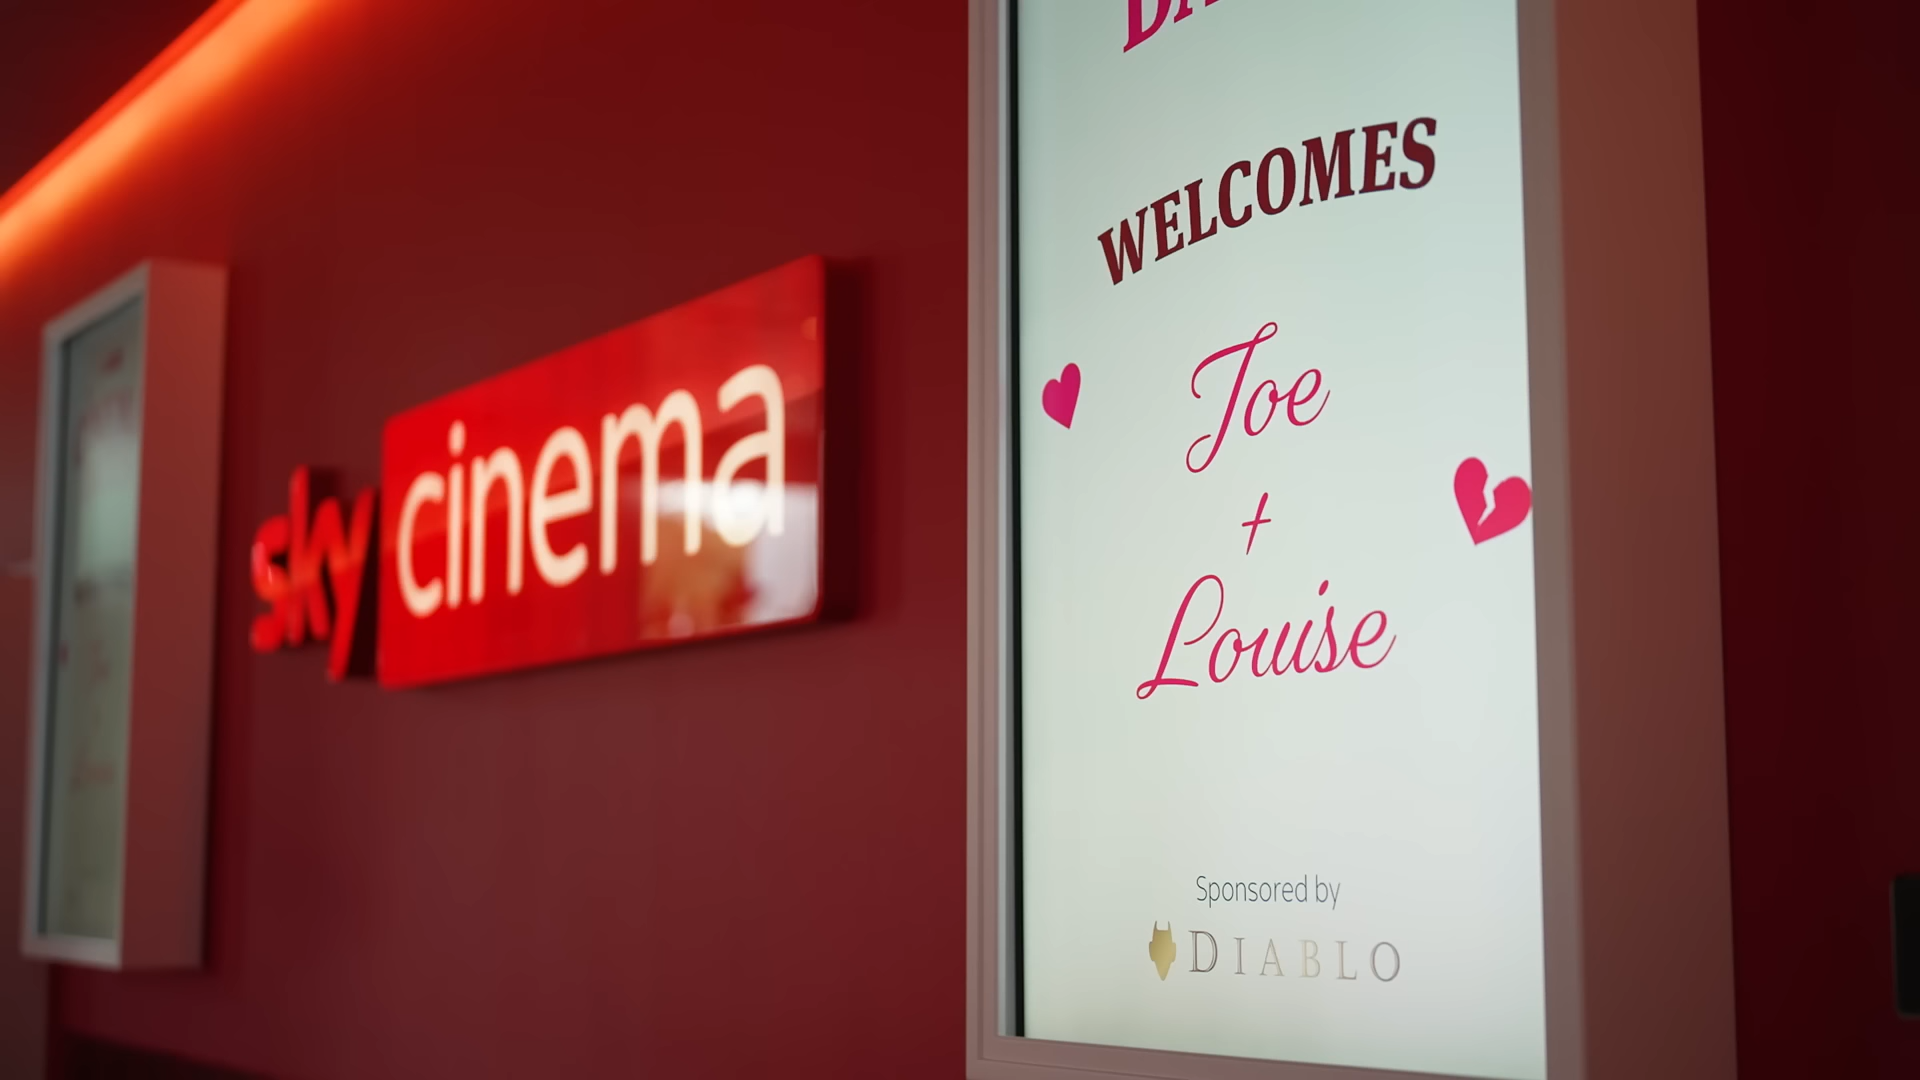 sky cinema
WELCOMES
Joe
+
Louise
Sponsored by
DIABLO